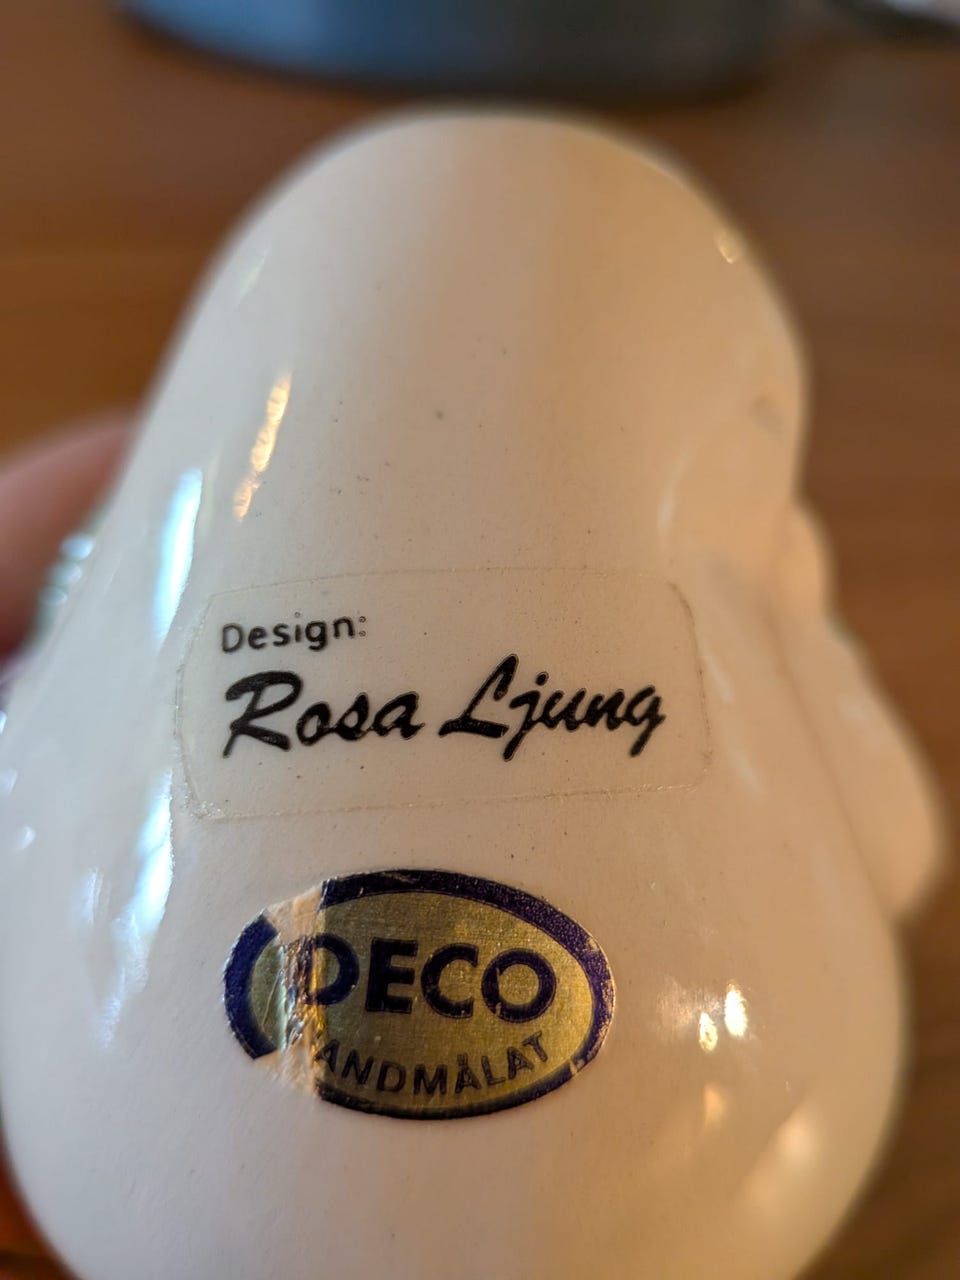 Design:
Rosa Ljung
DECO
ANDMÅLAT